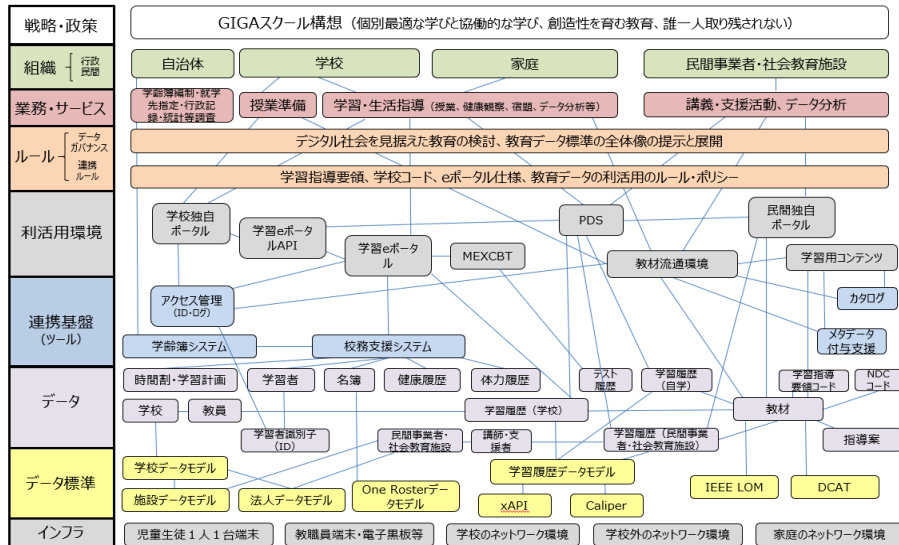 戦略・政策
GIGAスクール構想（個別最適な学びと協働的な学び、創造性を育む教育、誰一人取り残されない）
組織
行政
民間
自治体
学校
家庭
民間事業者・社会教育施設
業務・サービス
学齢簿編制・就学
先指定・行政記
録・統計等調査
授業準備
学習・生活指導（授業、健康観察、宿題、データ分析等）
講義・支援活動、データ分析
ルール
データ
ガバナンス
連携
ルール
デジタル社会を見据えた教育の検討、教育データ標準の全体像の提示と展開
学習指導要領、学校コード、eポータル仕様、教育データの利活用のルール・ポリシー
利活用環境
学校独自
ポータル
学習eポータ
ルAPI
学習eポータ
ル
MEXCBT
PDS
教材流通環境
民間独自
ポータル
学習用コンテンツ
連携基盤
（ツール）
アクセス管理
（ID・ログ）
カタログ
メタデータ
付与支援
学齢簿システム
校務支援システム
データ
時間割・学習計画
学習者
名簿
健康履歴
体力履歴
テスト
履歴
学習履歴
（自学）
学習指導
要領コード
NDC
コード
学校
教員
学習履歴（学校）
教材
学習者識別子
（ID）
民間事業者・
社会教育施設
講師・支
援者
学習履歴（民間事業
者・社会教育施設）
指導案
データ標準
学校データモデル
学習履歴データモデル
施設データモデル
法人データモデル
One Rosterデー
タモデル
xAPI
Caliper
IEEE LOM
DCAT
インフラ
児童生徒１人１台端末
教職員端末・電子黒板等
学校のネットワーク環境
学校外のネットワーク環境
家庭のネットワーク環境